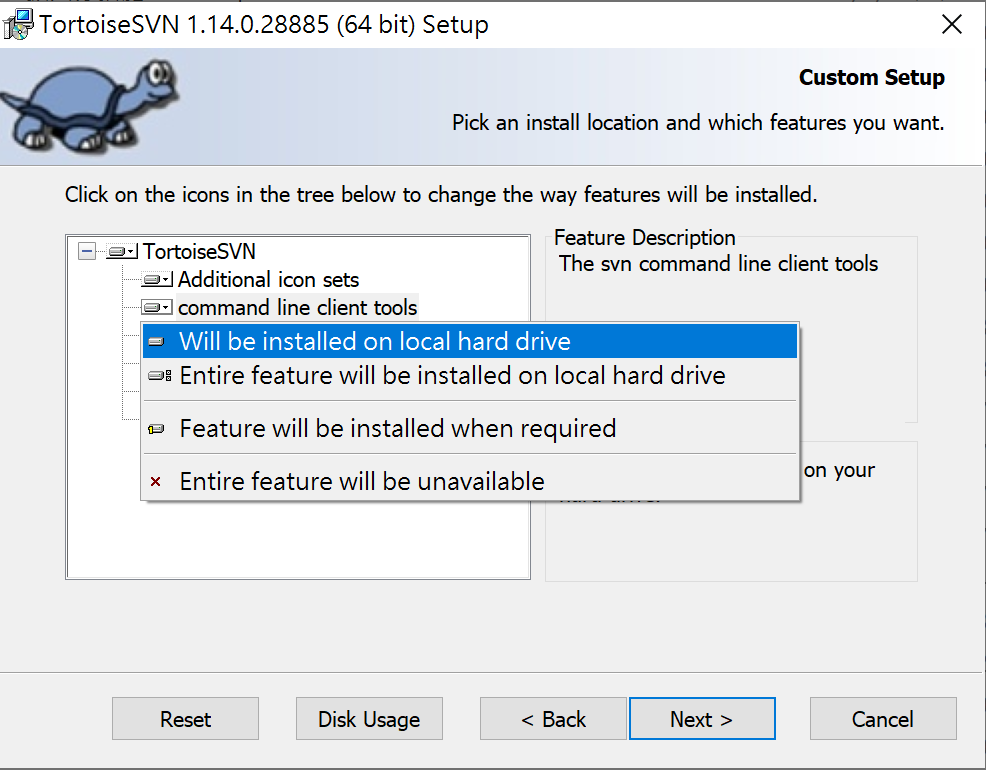 TortoiseSVN 1.14.0.28885 (64 bit) Setup
Custom Setup
Pick an install location and which features you want.
Click on the icons in the tree below to change the way features will be installed.
TortoiseSVN
Additional icon sets
command line client tools
Will be installed on local hard drive
Entire feature will be installed on local hard drive
Feature will be installed when required
Entire feature will be unavailable
Feature Description
The svn command line client tools
on your
Reset
Disk Usage
< Back
Next >
Cancel